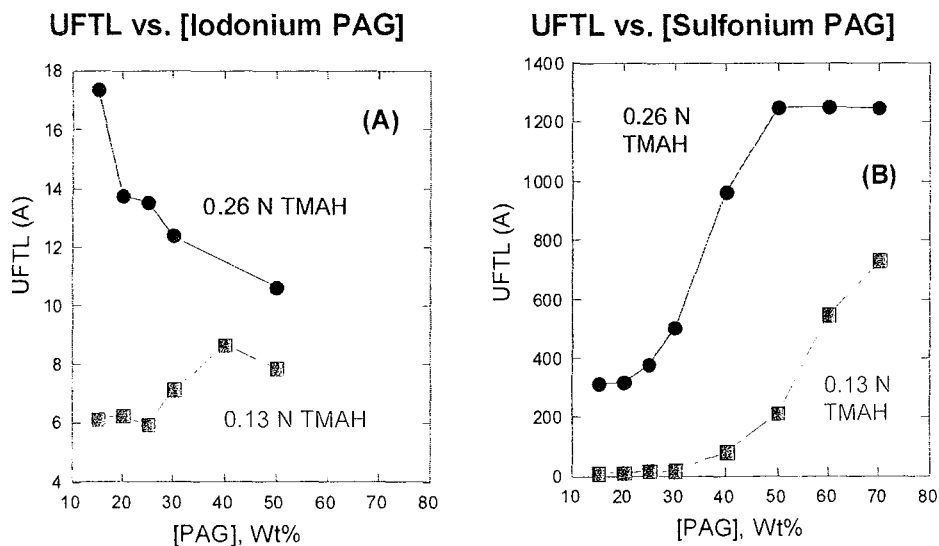 UFTL vs. [Iodonium PAG]
18
16
14
12
10
8
6
4
UFTL (A)
(A)
0.26 N TMAH
0.13 N TMAH
10 20 30 40 50 60 70 80
[PAG], Wt%
UFTL vs. [Sulfonium PAG]
1400
1200
1000
800
600
400
200
0
UFTL (A)
0.26 N
TMAH
(B)
0.13 N
TMAH
10 20 30 40 50 60 70 80
[PAG], Wt%